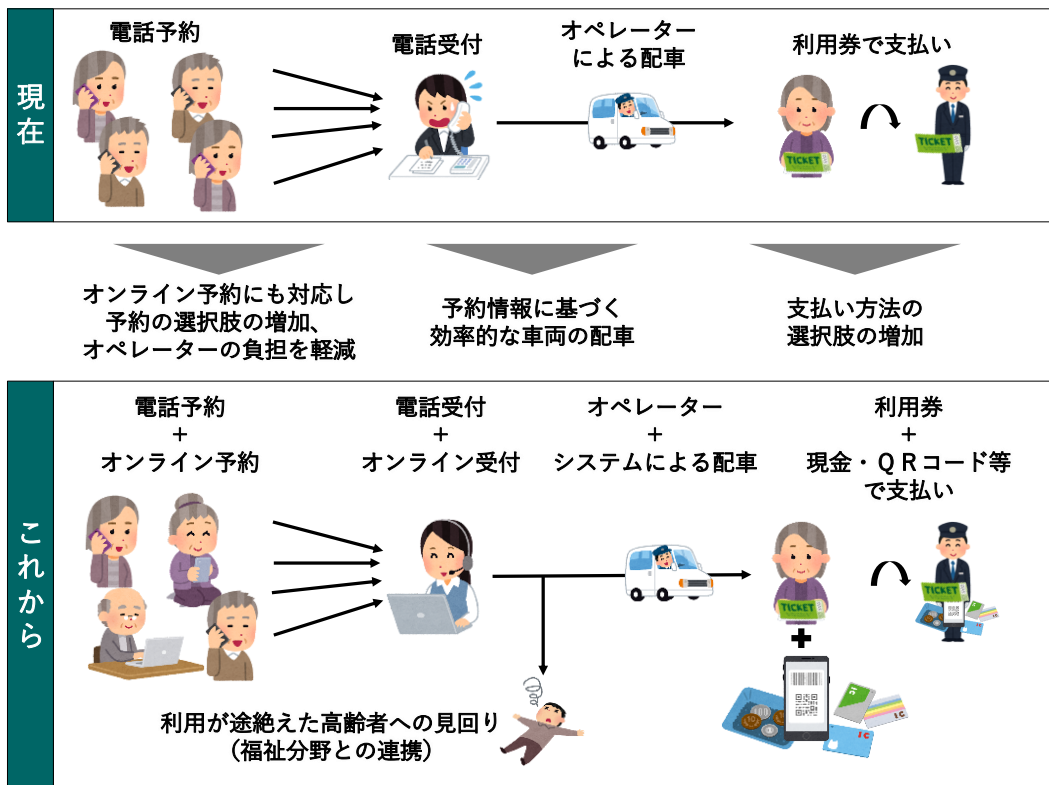 現在
電話予約
電話受付
オペレーター
による配車
利用券で支払い
TICKET
TICKET
オンライン予約にも対応し
予約の選択肢の増加、
オペレーターの負担を軽減
予約情報に基づく
効率的な車両の配車
支払い方法の
選択肢の増加
これから
電話予約
+
オンライン予約
電話受付
+
オンライン受付
オペレーター
+
システムによる配車
利用券
+
現金・QRコード等
で支払い
TICKET
TICKET
+
IC
IC
IC
利用が途絶えた高齢者への見回り
(福祉分野との連携)